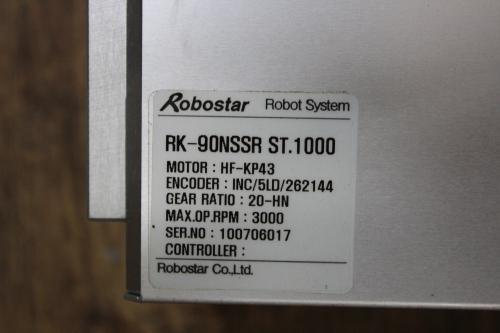 Robostar Robot System
RK-90NSSR ST.1000
MOTOR : HF-KP43
ENCODER : INC/5LD/262144
GEAR RATIO : 20-HN
MAX.OP.RPM : 3000
SER.NO : 100706017
CONTROLLER :
Robostar Co.,Ltd.